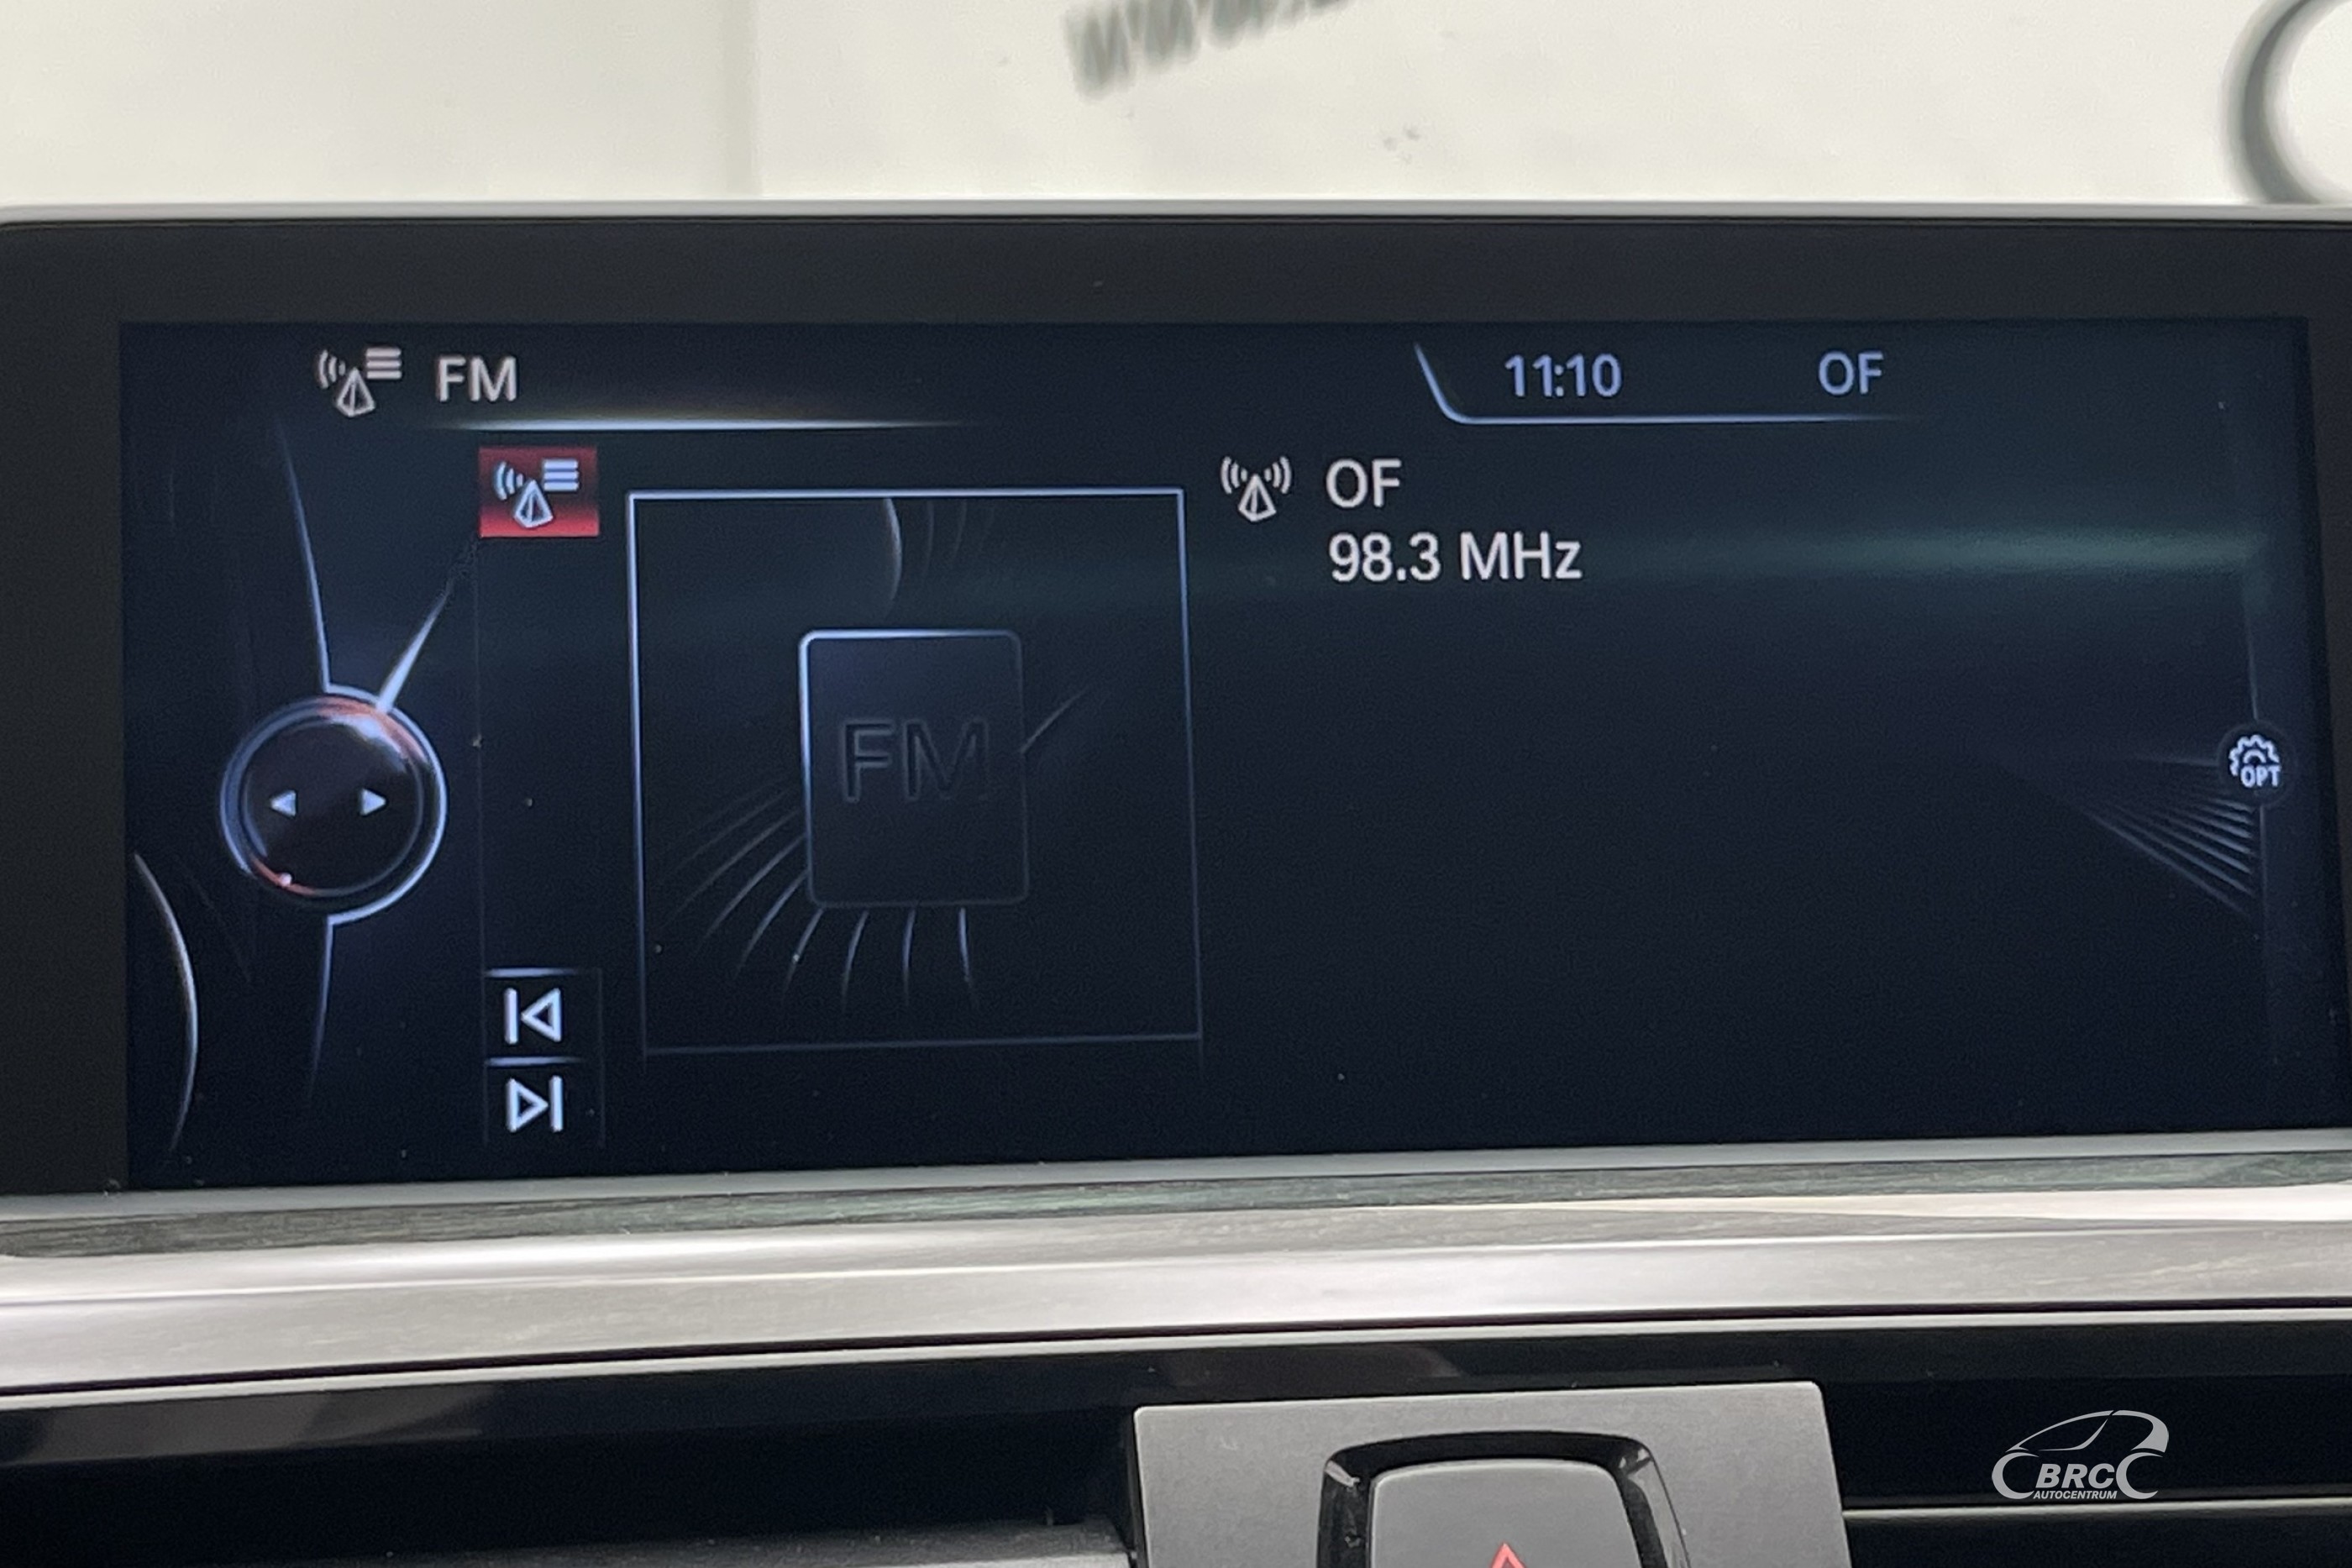 FM
11:10 OF
OF
98.3 MHz
FM
OPT
BRC
AUTOCENTRUM